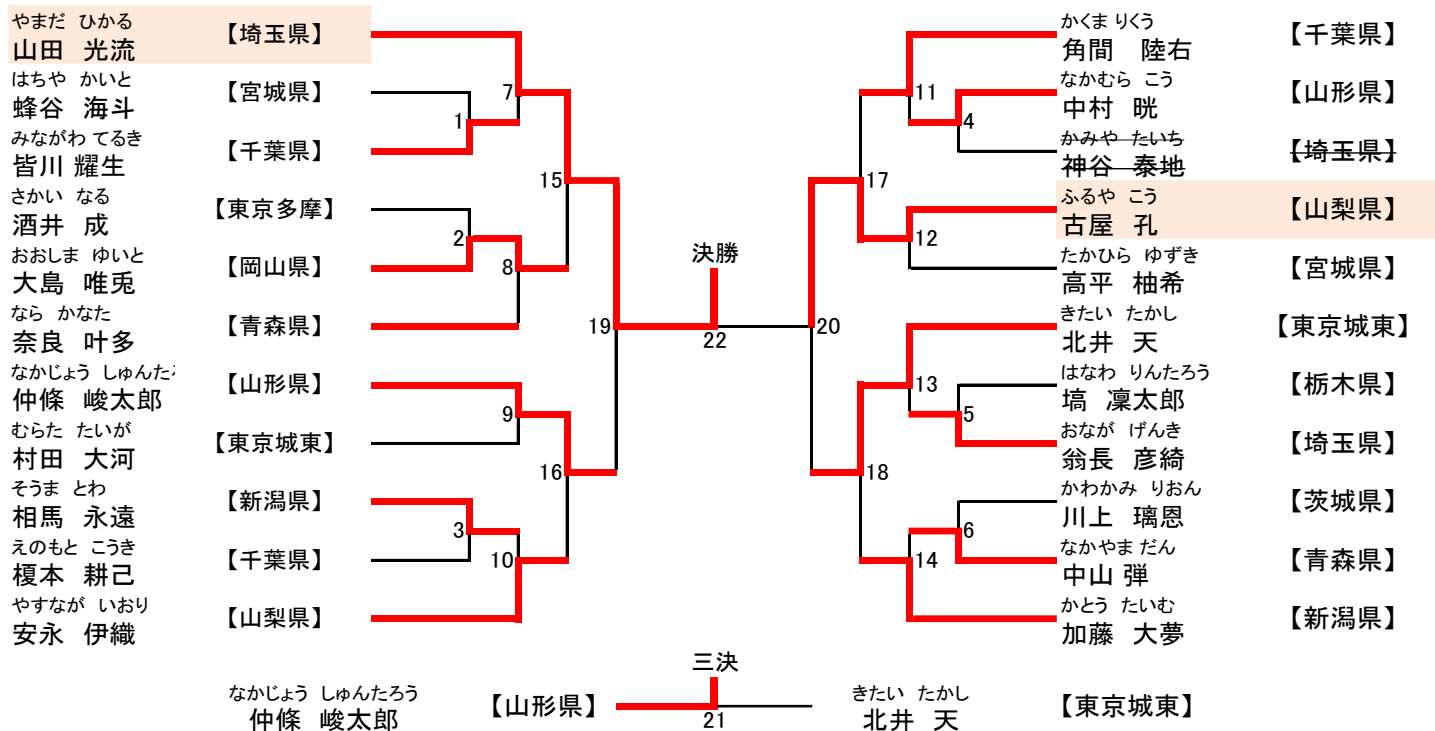 やまだ ひかる
山田 光流
【埼玉県】
はちや かいと
蜂谷 海斗
【宮城県】
みながわ てるき
皆川 耀生
【千葉県】
さかい なる
酒井 成
【東京多摩】
おおしま ゆいと
大島 唯兎
【岡山県】
なら かなた
奈良 叶多
【青森県】
なかじょう しゅんたろ
仲條 峻太郎
【山形県】
むらた たいが
村田 大河
【東京城東】
そうま とわ
相馬 永遠
【新潟県】
えのもと こうき
榎本 耕己
【千葉県】
やすなが いおり
安永 伊織
【山梨県】
1
2
3
7
8
9
10
15
16
19
決勝
22
20
17
18
11
12
13
14
4
5
6
かくま りくう
角間 陸右
【千葉県】
なかむら こう
中村 晄
【山形県】
かみや たいち
神谷 泰地
【埼玉県】
ふるや こう
古屋 孔
【山梨県】
たかひら ゆずき
高平 柚希
【宮城県】
きたい たかし
北井 天
【東京城東】
はなわ りんたろう
塙 凜太郎
【栃木県】
おなが げんき
翁長 彦綺
【埼玉県】
かわかみ りおん
川上 璃恩
【茨城県】
なかやま だん
中山 弾
【青森県】
かとう たいむ
加藤 大夢
【新潟県】
三決
なかじょう しゅんたろう
仲條 峻太郎
【山形県】
21
きたい たかし
北井 天
【東京城東】